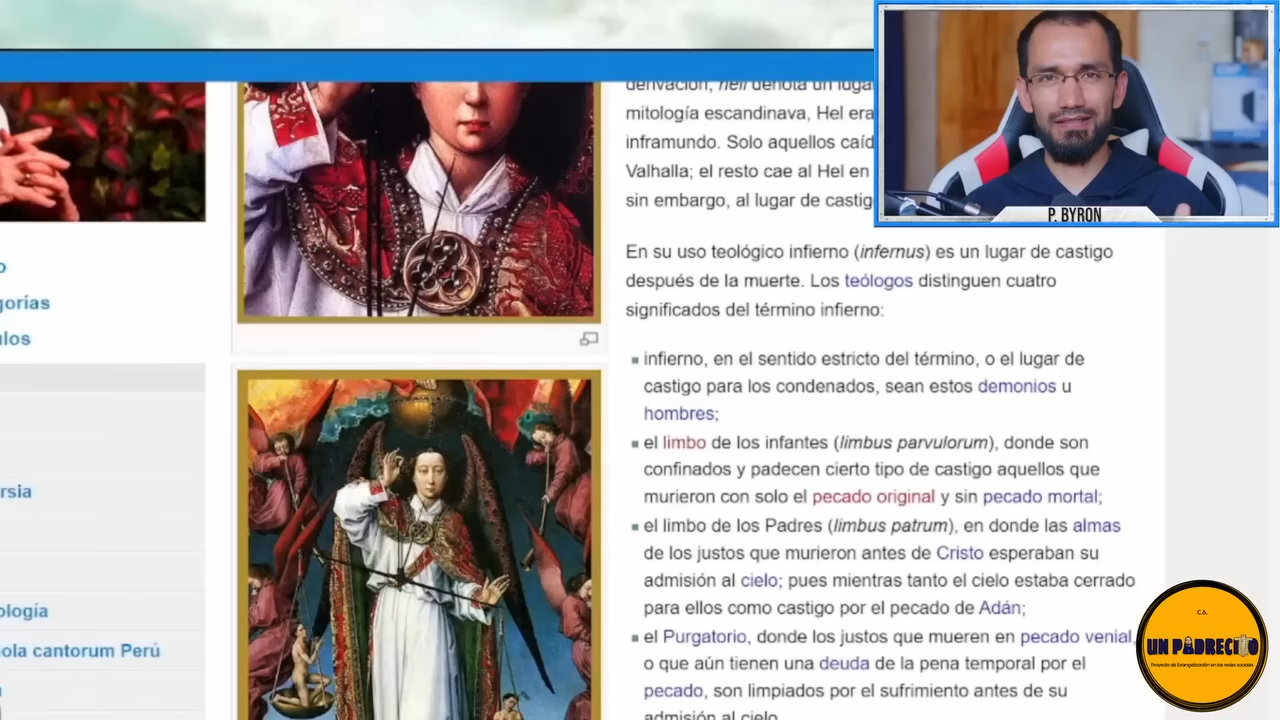 P. BYRON
derivación, hell denota un luga
mitología escandinava, Hel era
inframundo. Solo aquellos caíd
Valhalla; el resto cae al Hel en
sin embargo, al lugar de castig
En su uso teológico infierno (infernus) es un lugar de castigo
después de la muerte. Los teólogos distinguen cuatro
significados del término infierno:
infierno, en el sentido estricto del término, o el lugar de
castigo para los condenados, sean estos demonios u
hombres;
el limbo de los infantes (limbus parvulorum), donde son
confinados y padecen cierto tipo de castigo aquellos que
murieron con solo el pecado original y sin pecado mortal;
el limbo de los Padres (limbus patrum), en donde las almas
de los justos que murieron antes de Cristo esperaban su
admisión al cielo; pues mientras tanto el cielo estaba cerrado
para ellos como castigo por el pecado de Adán;
el Purgatorio, donde los justos que mueren en pecado venial
o que aún tienen una deuda de la pena temporal por el
pecado, son limpiados por el sufrimiento antes de su
admisión al cielo
o
gorías
ulos
rsia
ología
ola cantorum Perú
C.D.
UN PADRECITO
Proyecto de Evangelización en las redes sociales